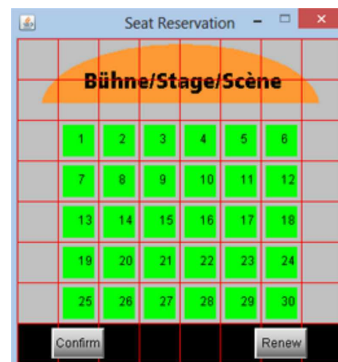 Seat Reservation
Bühne/Stage/Scène
1 2 3 4 5 6
7 8 9 10 11 12
13 14 15 16 17 18
19 20 21 22 23 24
25 26 27 28 29 30
Confirm Renew